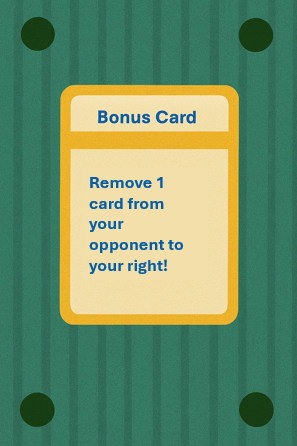 Bonus Card
Remove 1
card from
your
opponent to
your right!